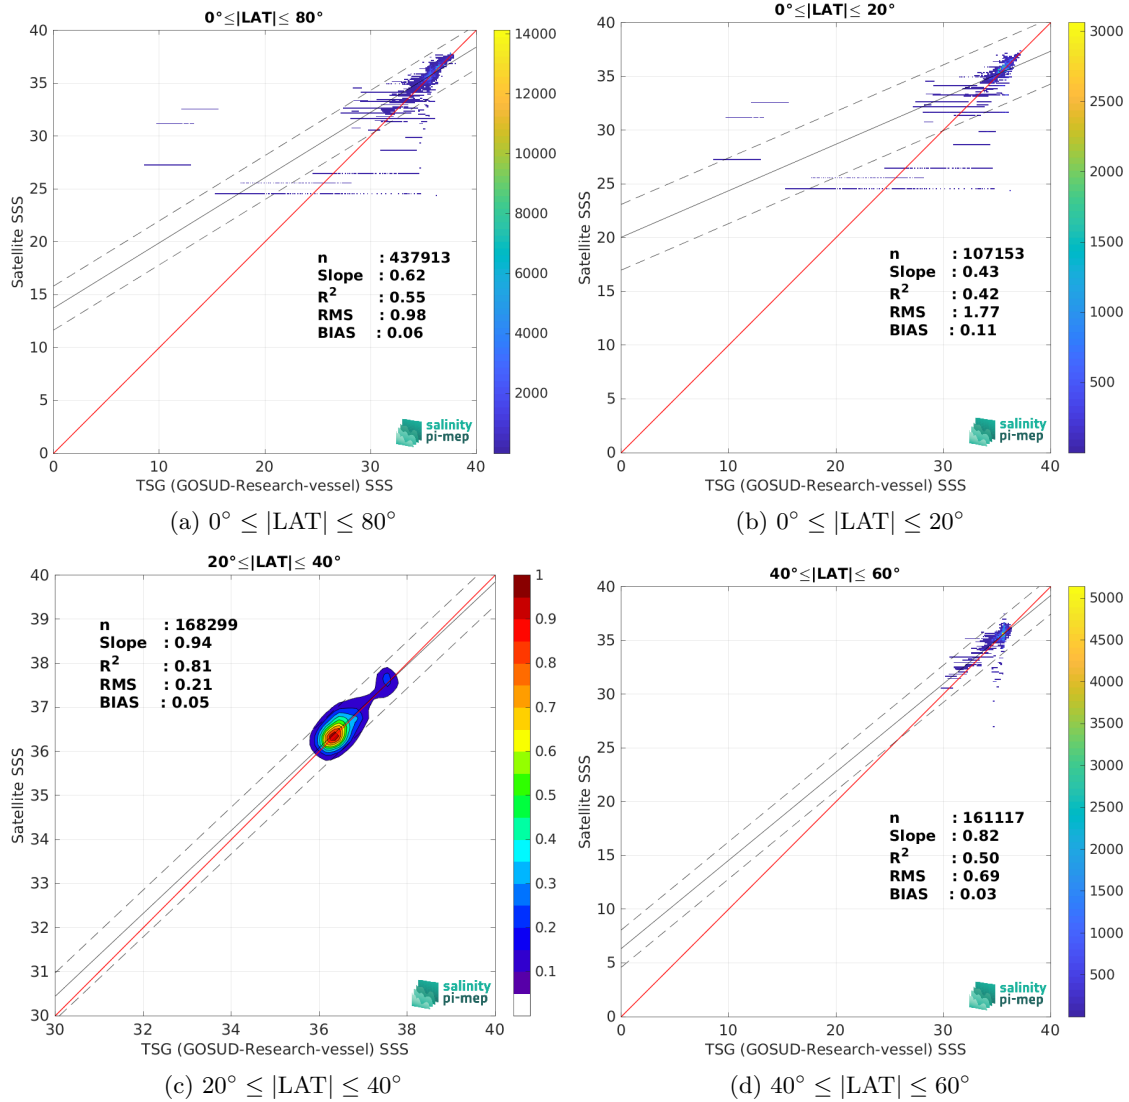 0°≤|LAT|≤ 80°
40
35
30
25
20
15
10
5
0
Satellite SSS
n : 437913
Slope : 0.62
R² : 0.55
RMS : 0.98
BIAS : 0.06
salinity
pi-mep
0 10 20 30 40
TSG (GOSUD-Research-vessel) SSS
14000
12000
10000
8000
6000
4000
2000
(a) 0° ≤ |LAT| ≤ 80°
0°≤|LAT|≤ 20°
40
35
30
25
20
15
10
5
0
Satellite SSS
n : 107153
Slope : 0.43
R² : 0.42
RMS : 1.77
BIAS : 0.11
salinity
pi-mep
0 10 20 30 40
TSG (GOSUD-Research-vessel) SSS
3000
2500
2000
1500
1000
500
(b) 0° ≤ |LAT| ≤ 20°
20°≤|LAT|≤ 40°
40
39
38
37
36
35
34
33
32
31
30
Satellite SSS
n : 168299
Slope : 0.94
R² : 0.81
RMS : 0.21
BIAS : 0.05
salinity
pi-mep
30 32 34 36 38 40
TSG (GOSUD-Research-vessel) SSS
1
0.9
0.8
0.7
0.6
0.5
0.4
0.3
0.2
0.1
(c) 20° ≤ |LAT| ≤ 40°
40°≤|LAT|≤ 60°
40
35
30
25
20
15
10
5
0
Satellite SSS
n : 161117
Slope : 0.82
R² : 0.50
RMS : 0.69
BIAS : 0.03
salinity
pi-mep
0 10 20 30 40
TSG (GOSUD-Research-vessel) SSS
5000
4500
4000
3500
3000
2500
2000
1500
1000
500
(d) 40° ≤ |LAT| ≤ 60°